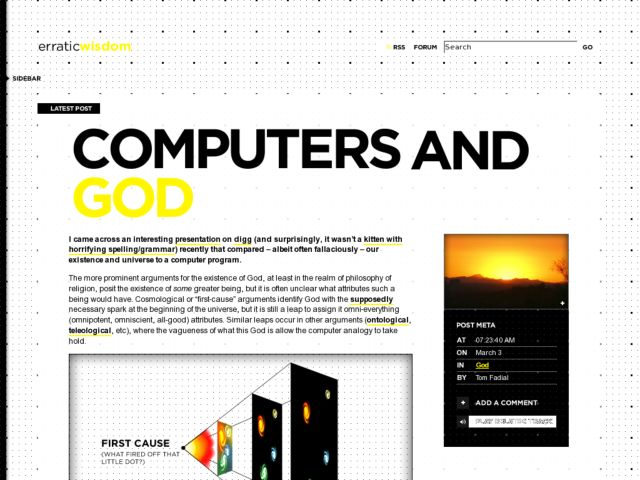 erraticwisdom
RSS FORUM Search GO
SIDEBAR
LATEST POST
COMPUTERS AND
GOD
I came across an interesting presentation on digg (and surprisingly, it wasn't a kitten with
horrifying spelling/grammar) recently that compared – albeit often fallaciously – our
existence and universe to a computer program.
The more prominent arguments for the existence of God, at least in the realm of philosophy of
religion, posit the existence of some greater being, but it is often unclear what attributes such a
being would have. Cosmological or "first-cause" arguments identify God with the supposedly
necessary spark at the beginning of the universe, but it is still a leap to assign it omni-everything
(omnipotent, omniscient, all-good) attributes. Similar leaps occur in other arguments (ontological,
teleological, etc), where the vagueness of what this God is allow the computer analogy to take
hold.
FIRST CAUSE
(WHAT FIRED OFF THAT
LITTLE DOT?)
POST META
AT 07:23:40 AM
ON March 3
IN God
BY Tom Fadial
+ ADD A COMMENT
PLAY RELATED TRACK